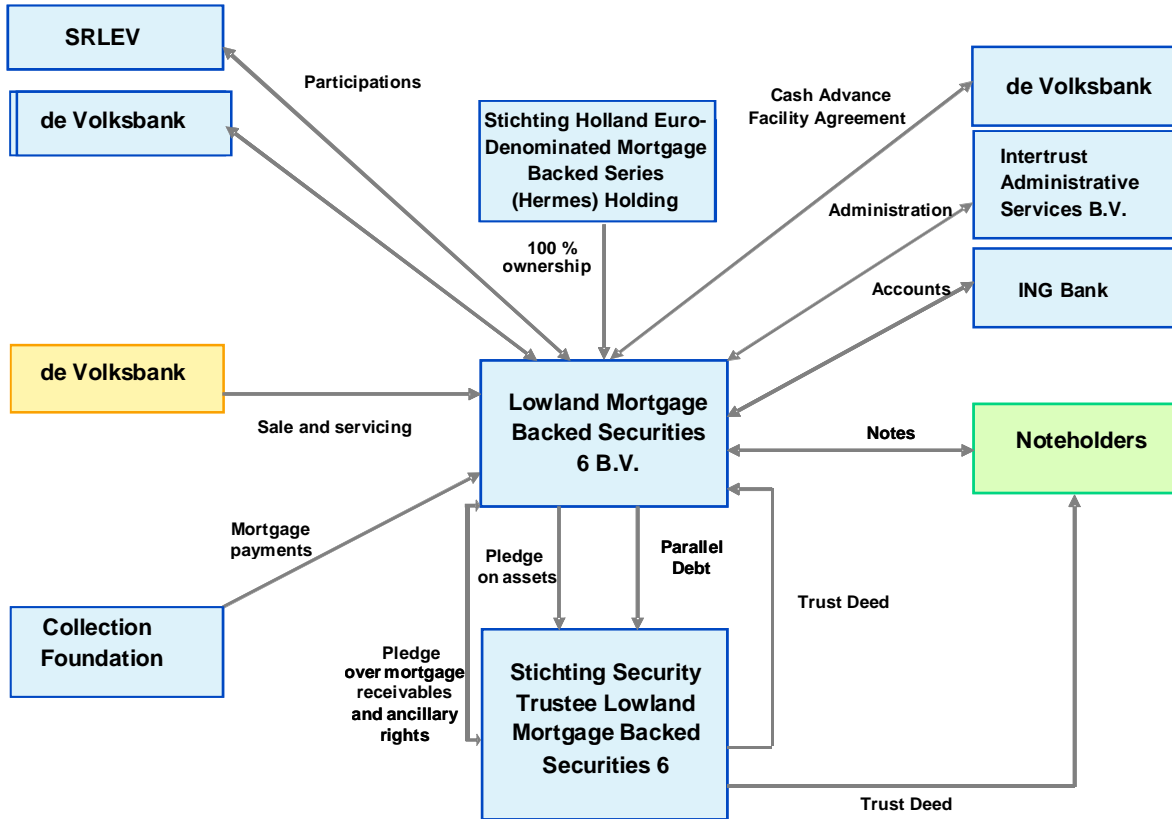 SRLEV
de Volksbank
Participations
Stichting Holland Euro-
Denominated Mortgage
Backed Series
(Hermes) Holding
Cash Advance
Facility Agreement
de Volksbank
Intertrust
Administrative
Services B.V.
Administration
100 %
ownership
Accounts
ING Bank
de Volksbank
Sale and servicing
Lowland Mortgage
Backed Securities
6 B.V.
Notes
Noteholders
Mortgage
payments
Pledge
on assets
Parallel
Debt
Trust Deed
Collection
Foundation
Pledge
over mortgage
receivables
and ancillary
rights
Stichting Security
Trustee Lowland
Mortgage Backed
Securities 6
Trust Deed